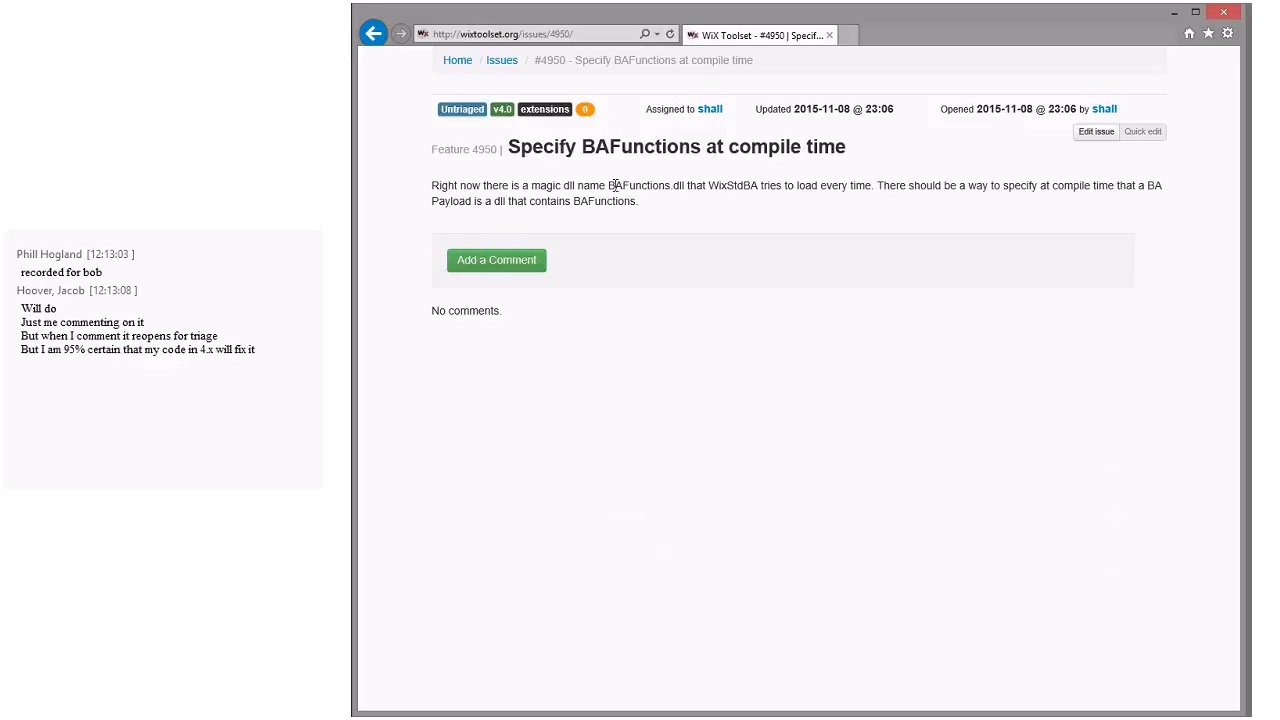 Phill Hogland [12:13:03 ]
recorded for bob
Hoover, Jacob [12:13:08 ]
Will do
Just me commenting on it
But when I comment it reopens for triage
But I am 95% certain that my code in 4.x will fix it
http://wixtoolset.org/issues/4950/
WiX Toolset - #4950 | Specif...
Home / Issues / #4950 - Specify BAFunctions at compile time
Untriaged v4.0 extensions 0 Assigned to shall Updated 2015-11-08 @ 23:06 Opened 2015-11-08 @ 23:06 by shall
Edit issue Quick edit
Feature 4950 | Specify BAFunctions at compile time
Right now there is a magic dll name BAFunctions.dll that WixStdBA tries to load every time. There should be a way to specify at compile time that a BA
Payload is a dll that contains BAFunctions.
Add a Comment
No comments.